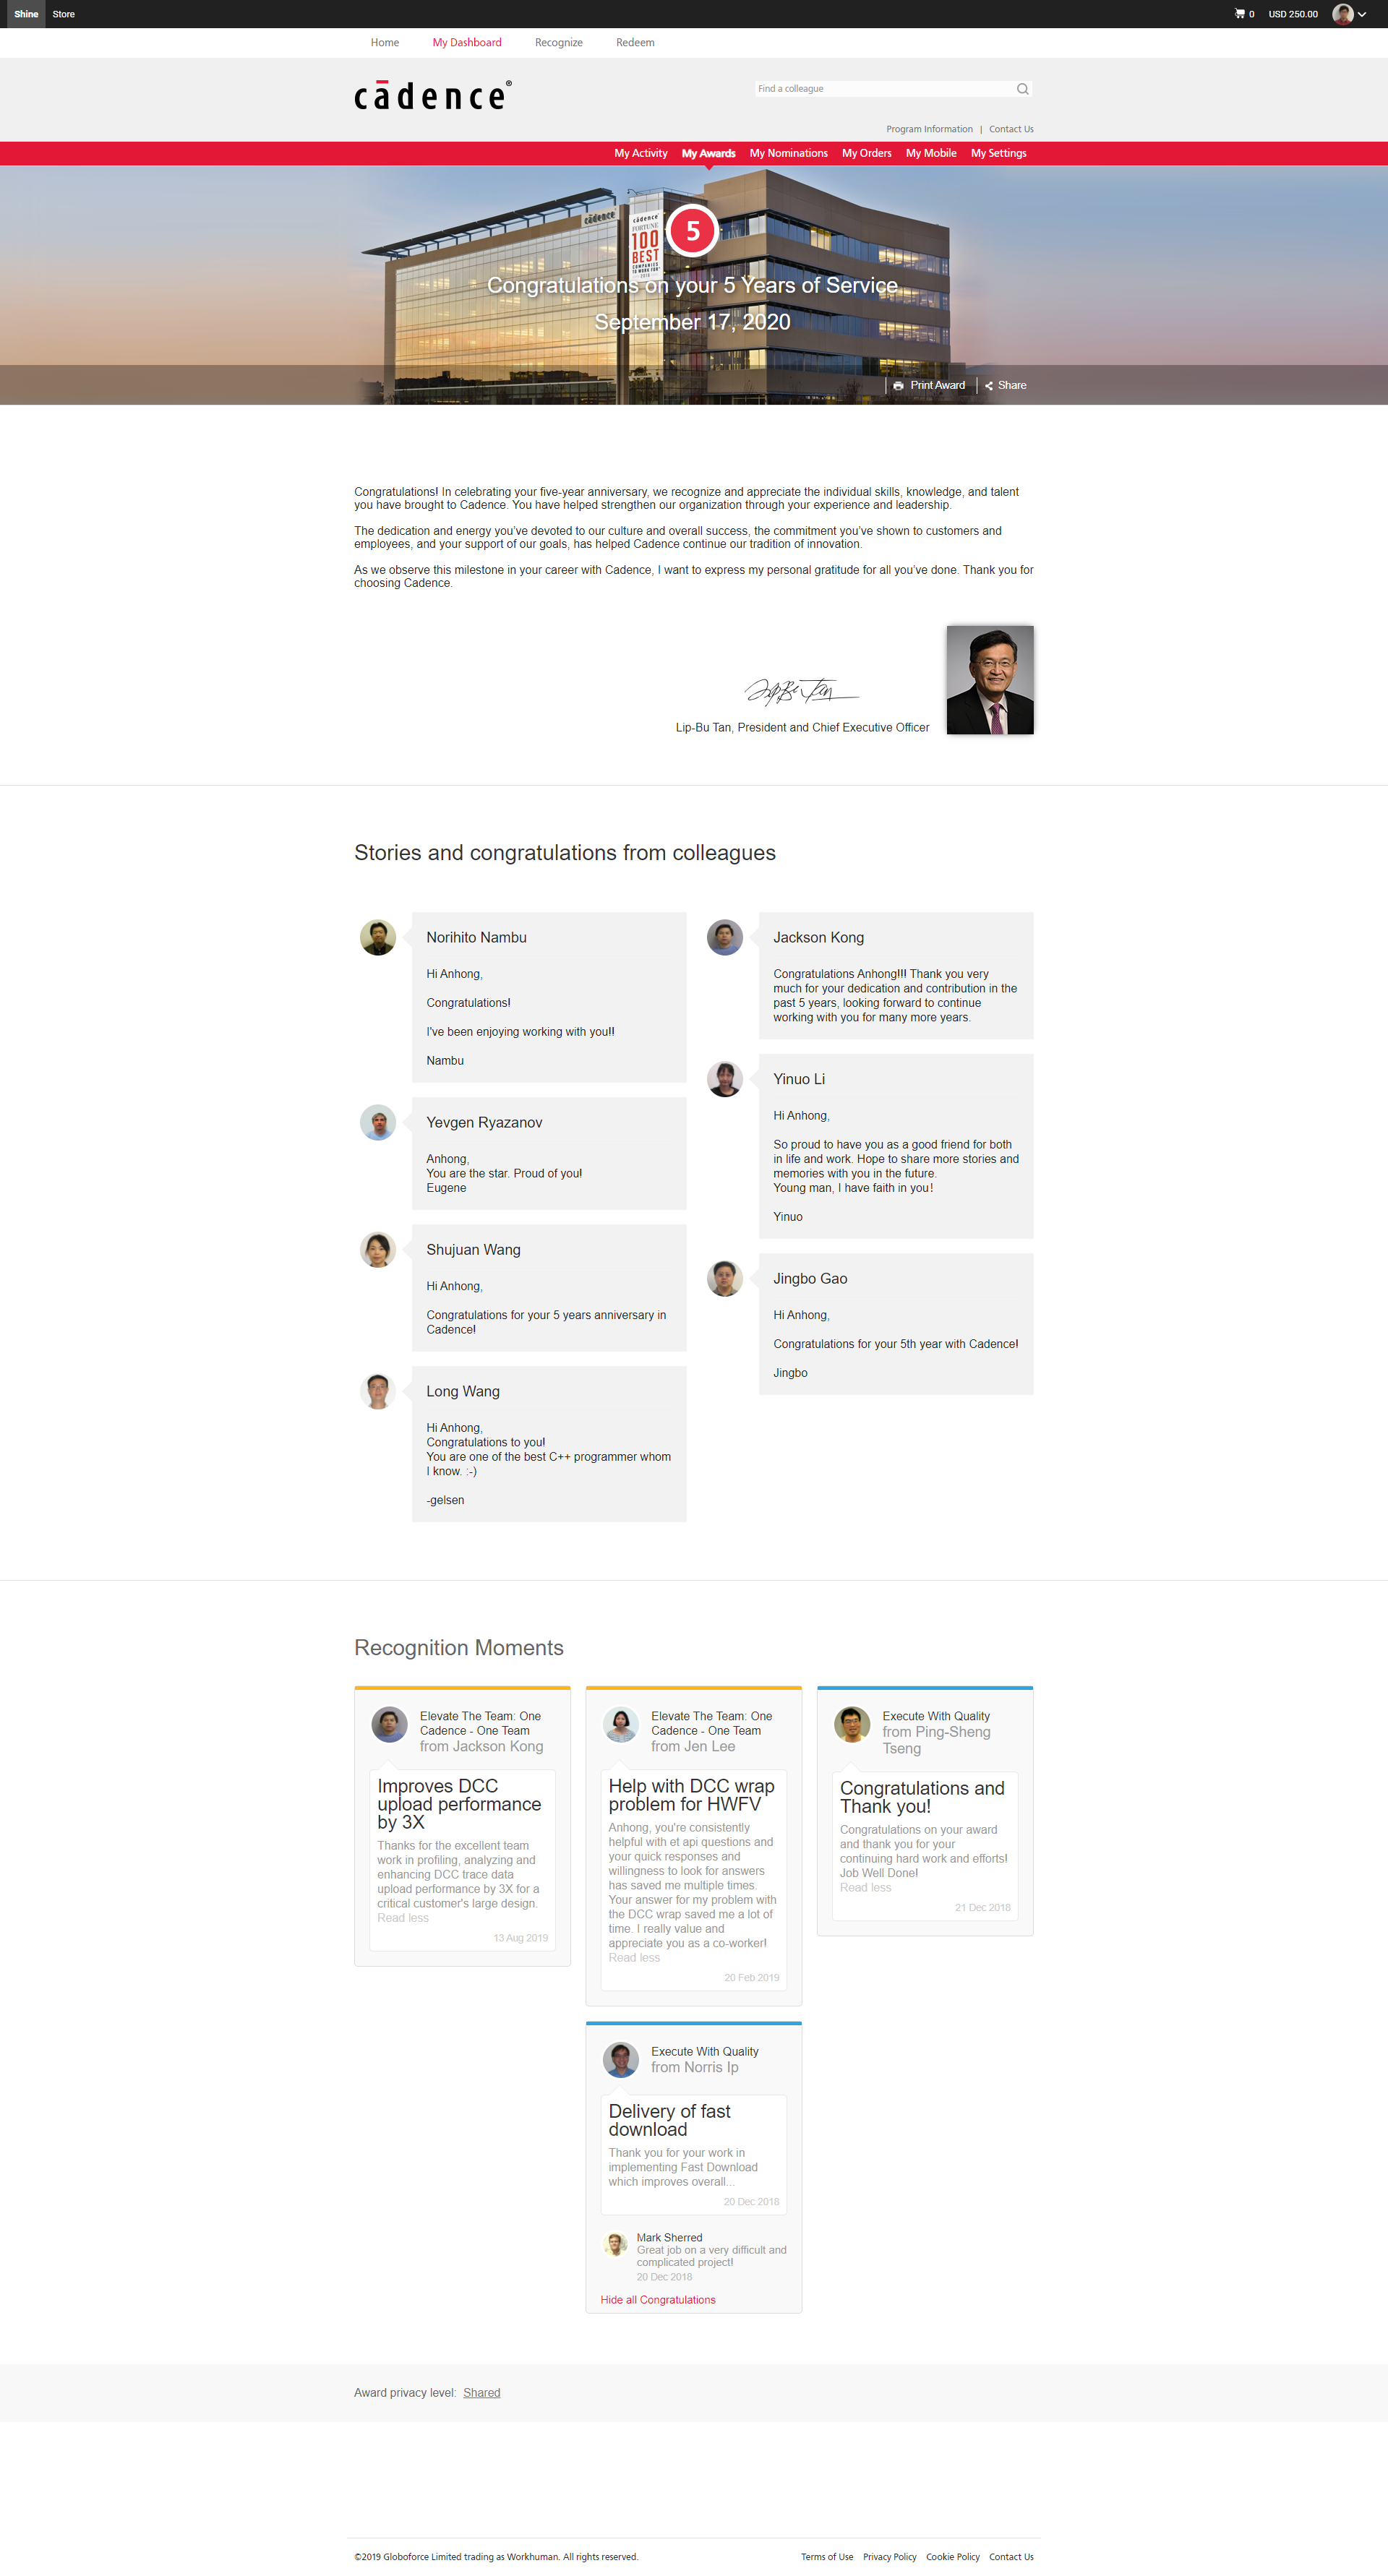 Shine Store 0 USD 250.00
Home My Dashboard Recognize Redeem
cādence®
Find a colleague
Program Information | Contact Us
My Activity My Awards My Nominations My Orders My Mobile My Settings
cādence
cādence
FORTUNE
100
BEST
COMPANIES
TO WORK FOR
5
Congratulations on your 5 Years of Service
September 17, 2020
Print Award Share
Congratulations! In celebrating your five-year anniversary, we recognize and appreciate the individual skills, knowledge, and talent
you have brought to Cadence. You have helped strengthen our organization through your experience and leadership.
The dedication and energy you've devoted to our culture and overall success, the commitment you've shown to customers and
employees, and your support of our goals, has helped Cadence continue our tradition of innovation.
As we observe this milestone in your career with Cadence, I want to express my personal gratitude for all you've done. Thank you for
choosing Cadence.
Lip-Bu Tan
Lip-Bu Tan, President and Chief Executive Officer
Stories and congratulations from colleagues
Norihito Nambu
Hi Anhong,
Congratulations!
I've been enjoying working with you!!
Nambu
Yevgen Ryazanov
Anhong,
You are the star. Proud of you!
Eugene
Shujuan Wang
Hi Anhong,
Congratulations for your 5 years anniversary in
Cadence!
Long Wang
Hi Anhong,
Congratulations to you!
You are one of the best C++ programmer whom
I know. :-)
-gelsen
Jackson Kong
Congratulations Anhong!!! Thank you very
much for your dedication and contribution in the
past 5 years, looking forward to continue
working with you for many more years.
Yinuo Li
Hi Anhong,
So proud to have you as a good friend for both
in life and work. Hope to share more stories and
memories with you in the future.
Young man, I have faith in you!
Yinuo
Jingbo Gao
Hi Anhong,
Congratulations for your 5th year with Cadence!
Jingbo
Recognition Moments
Elevate The Team: One
Cadence - One Team
from Jackson Kong
Improves DCC
upload performance
by 3X
Thanks for the excellent team
work in profiling, analyzing and
enhancing DCC trace data
upload performance by 3X for a
critical customer's large design.
Read less
13 Aug 2019
Elevate The Team: One
Cadence - One Team
from Jen Lee
Help with DCC wrap
problem for HWFV
Anhong, you're consistently
helpful with et api questions and
your quick responses and
willingness to look for answers
has saved me multiple times.
Your answer for my problem with
the DCC wrap saved me a lot of
time. I really value and
appreciate you as a co-worker!
Read less
20 Feb 2019
Execute With Quality
from Ping-Sheng
Tseng
Congratulations and
Thank you!
Congratulations on your award
and thank you for your
continuing hard work and efforts!
Job Well Done!
Read less
21 Dec 2018
Execute With Quality
from Norris Ip
Delivery of fast
download
Thank you for your work in
implementing Fast Download
which improves overall...
20 Dec 2018
Mark Sherred
Great job on a very difficult and
complicated project!
20 Dec 2018
Hide all Congratulations
Award privacy level: Shared
©2019 Globoforce Limited trading as Workhuman. All rights reserved. Terms of Use Privacy Policy Cookie Policy Contact Us